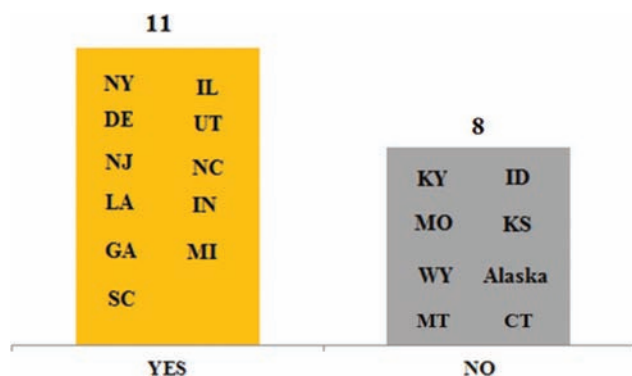 11
NY IL
DE UT
NJ NC
LA IN
GA MI
SC
8
KY ID
MO KS
WY Alaska
MT CT
YES NO